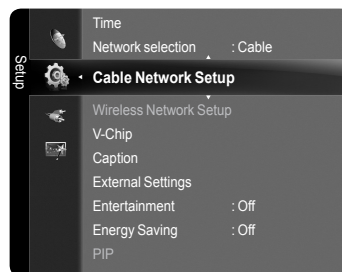 Setup
Time
Network selection : Cable
Cable Network Setup
Wireless Network Setup
V-Chip
Caption
External Settings
Entertainment : Off
Energy Saving : Off
PIP